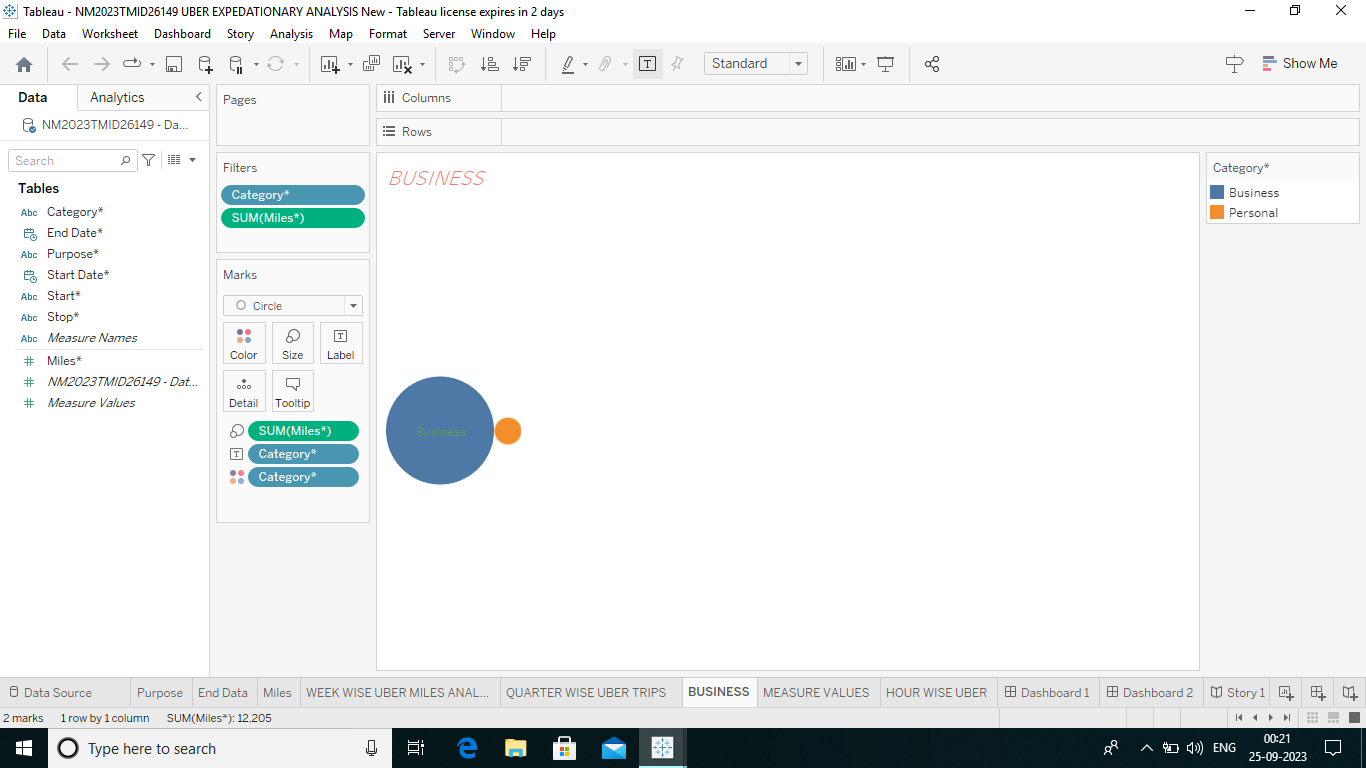 Tableau - NM2023TMID26149 UBER EXPEDATIONARY ANALYSIS New - Tableau license expires in 2 days
File Data Worksheet Dashboard Story Analysis Map Format Server Window Help
Standard
Show Me
Data Analytics
NM2023TMID26149 - Da...
Search
Tables
Abc Category*
End Date*
Abc Purpose*
Start Date*
Abc Start*
Abc Stop*
Abc Measure Names
Miles*
NM2023TMID26149 - Dat...
Measure Values
Pages
Filters
Category*
SUM(Miles*)
Marks
Circle
Color Size Label
Detail Tooltip
SUM(Miles*)
Category*
Category*
Columns
Rows
BUSINESS
Business
Category*
Business
Personal
Data Source Purpose End Data Miles WEEK WISE UBER MILES ANAL... QUARTER WISE UBER TRIPS BUSINESS MEASURE VALUES HOUR WISE UBER Dashboard 1 Dashboard 2 Story 1
2 marks 1 row by 1 column SUM(Miles*): 12,205
Type here to search
ENG
00:21
25-09-2023